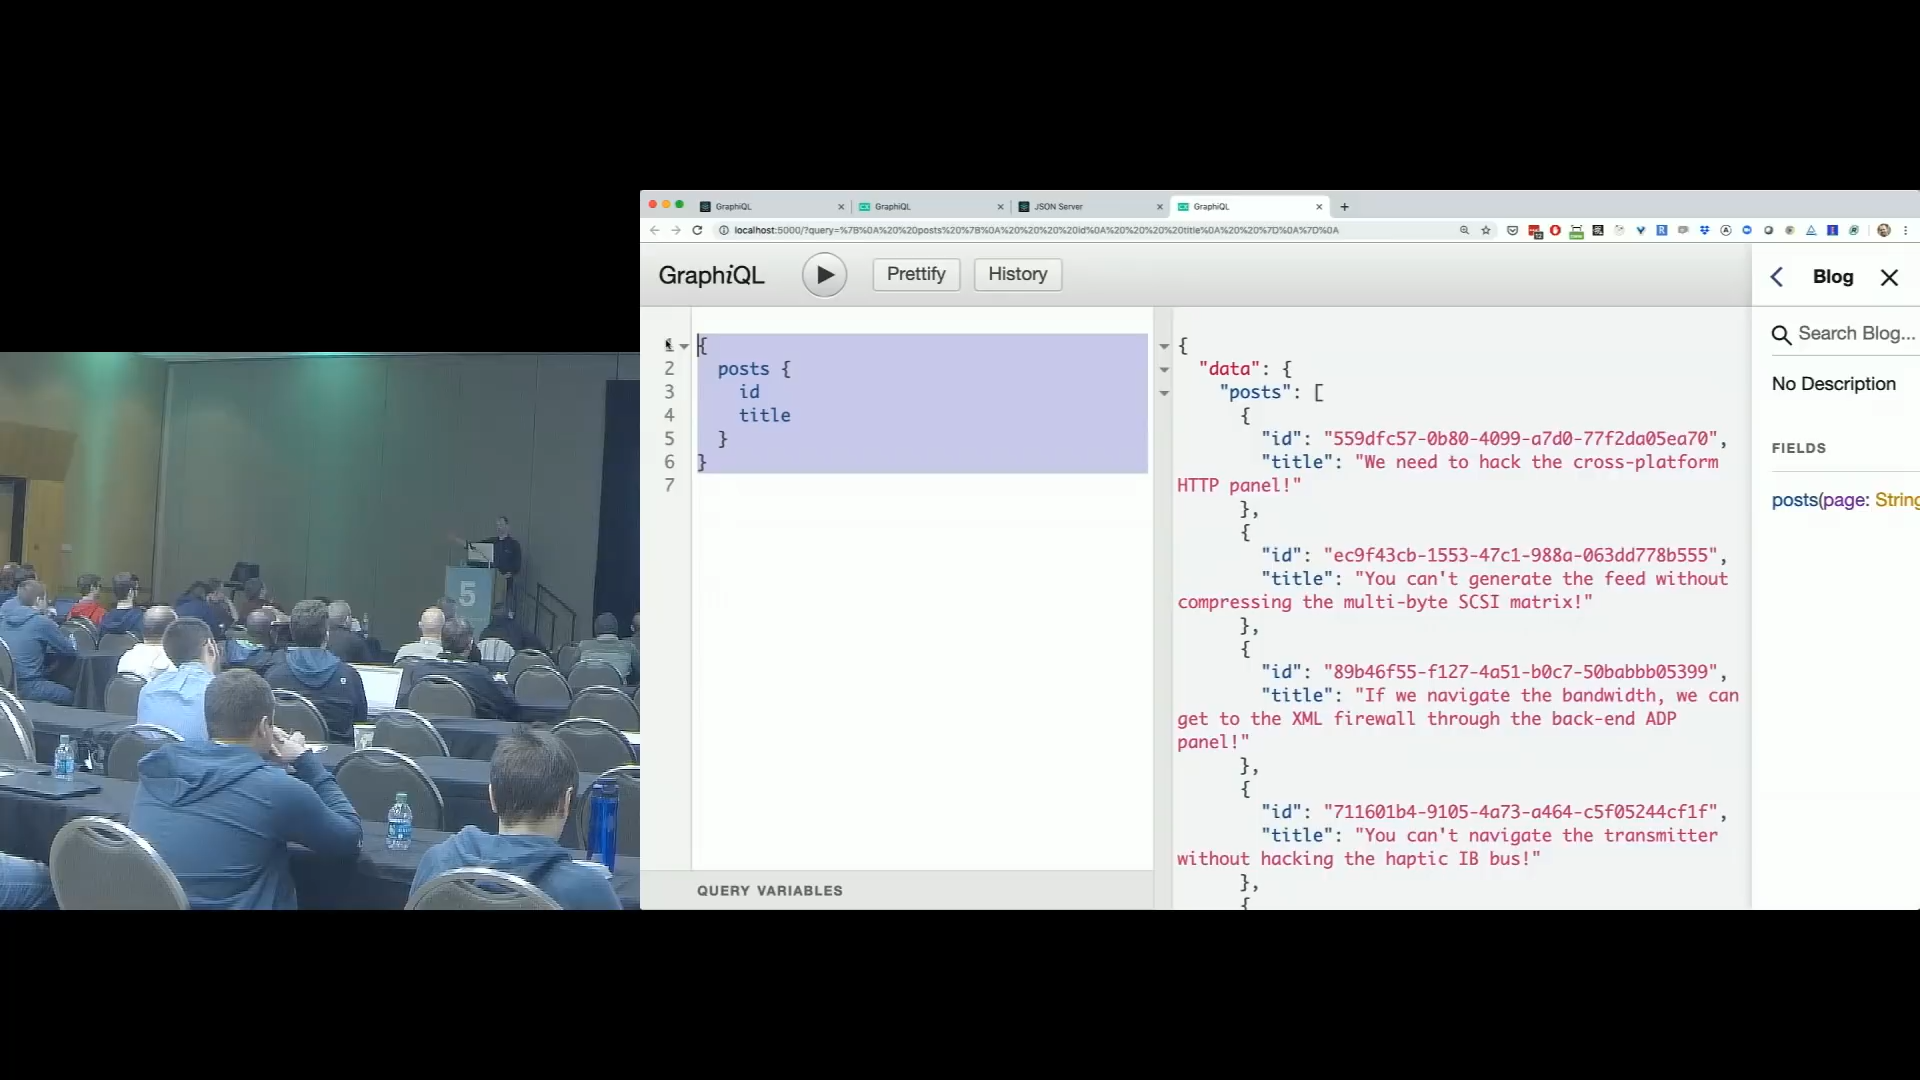 GraphiQL
GraphiQL
JSON Server
GraphiQL
localhost:5000/?query=%7B%0A%20%20posts%20%7B%0A%20%20%20%20id%0A%20%20%20%20title%0A%20%20%7D%0A%7D%0A
GraphiQL
Prettify
History
Blog
1 {
2 posts {
3 id
4 title
5 }
6 }
7
QUERY VARIABLES
{
"data": {
"posts": [
{
"id": "559dfc57-0b80-4099-a7d0-77f2da05ea70",
"title": "We need to hack the cross-platform
HTTP panel!"
},
{
"id": "ec9f43cb-1553-47c1-988a-063dd778b555",
"title": "You can't generate the feed without
compressing the multi-byte SCSI matrix!"
},
{
"id": "89b46f55-f127-4a51-b0c7-50babbb05399",
"title": "If we navigate the bandwidth, we can
get to the XML firewall through the back-end ADP
panel!"
},
{
"id": "711601b4-9105-4a73-a464-c5f05244cf1f",
"title": "You can't navigate the transmitter
without hacking the haptic IB bus!"
},
{
Search Blog...
No Description
FIELDS
posts(page: String
5